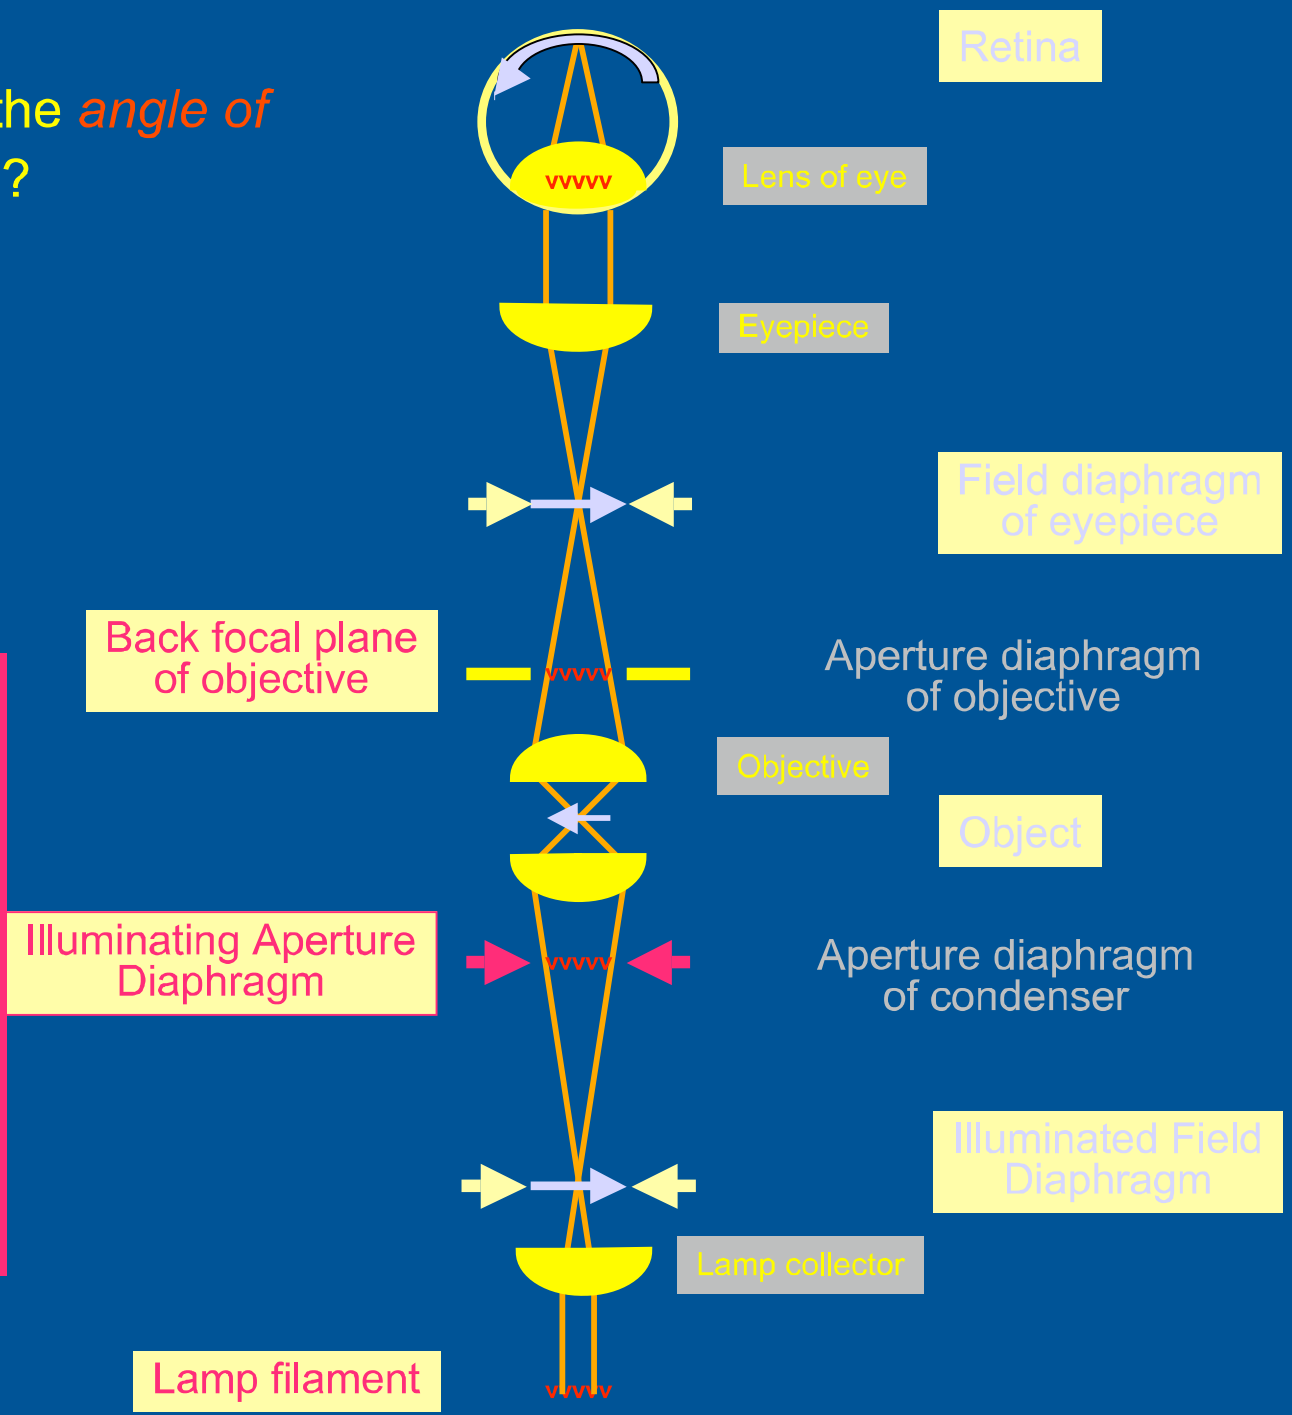 the angle of
?
Retina
vvvvv
Lens of eye
Eyepiece
Field diaphragm
of eyepiece
Back focal plane
of objective
vvvvv
Aperture diaphragm
of objective
Objective
Object
Illuminating Aperture
Diaphragm
vvvvv
Aperture diaphragm
of condenser
Illuminated Field
Diaphragm
Lamp collector
Lamp filament
vvvvv